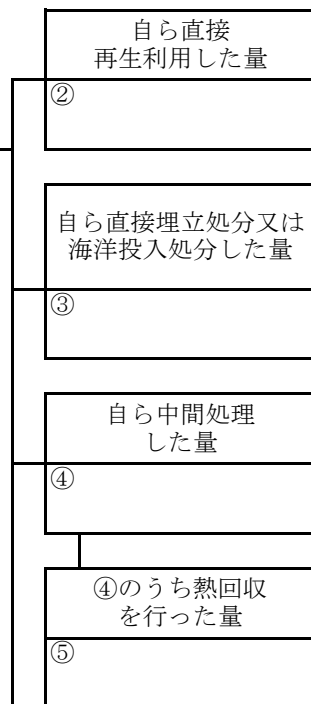 自ら直接
再生利用した量
②
自ら直接埋立処分又は
海洋投入処分した量
③
自ら中間処理
した量
④
④のうち熱回収
を行った量
⑤